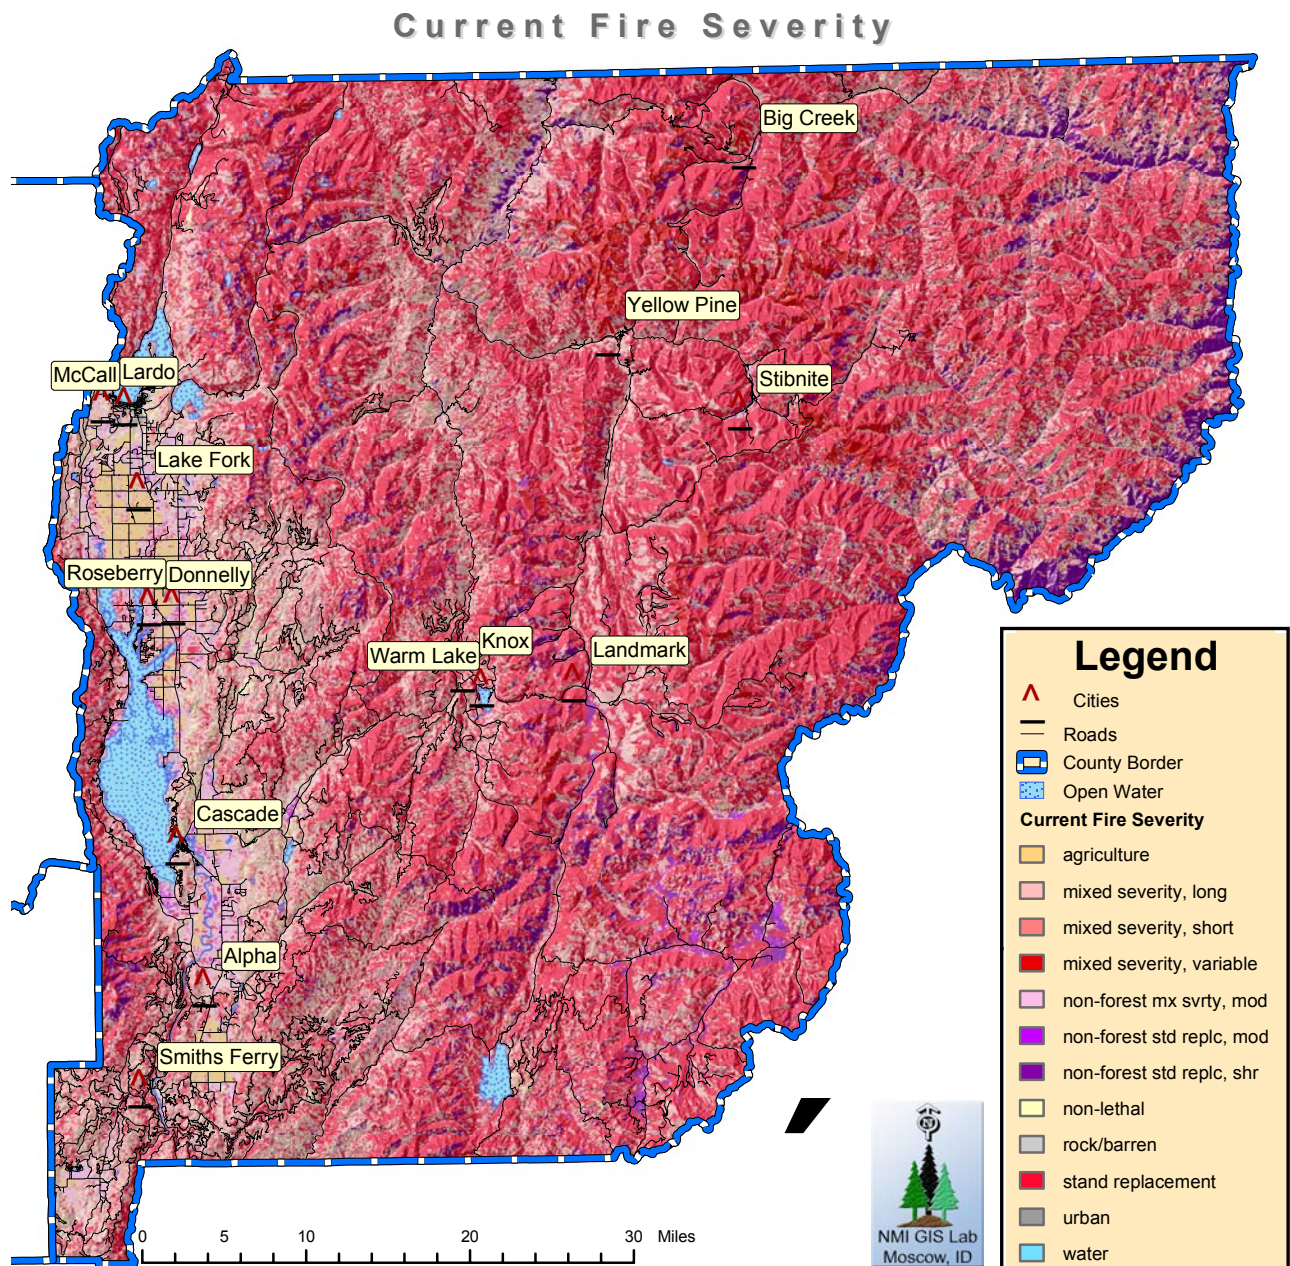 Current Fire Severity
Big Creek
Yellow Pine
Stibnite
McCall
Lardo
Lake Fork
Roseberry
Donnelly
Knox
Warm Lake
Landmark
Cascade
Alpha
Smiths Ferry
Legend
Cities
Roads
County Border
Open Water
Current Fire Severity
agriculture
mixed severity, long
mixed severity, short
mixed severity, variable
non-forest mx svrty, mod
non-forest std replc, mod
non-forest std replc, shr
non-lethal
rock/barren
stand replacement
urban
water
N
NMI GIS Lab
Moscow, ID
0 5 10 20 30 Miles